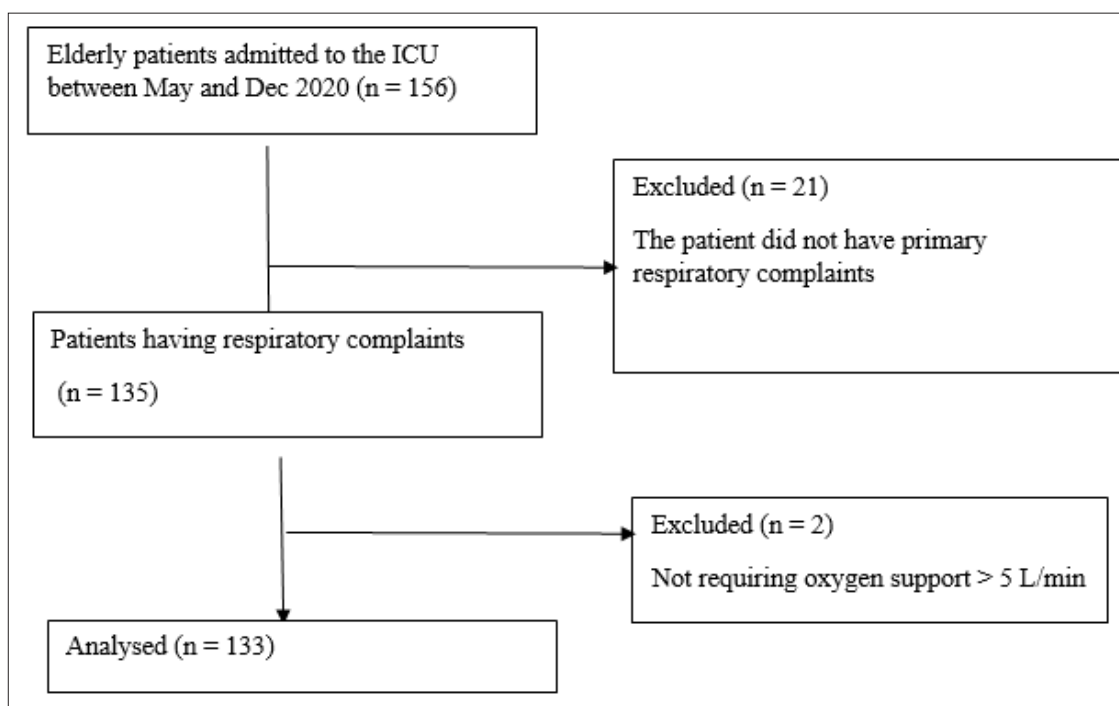 Elderly patients admitted to the ICU
between May and Dec 2020 (n = 156)
Excluded (n = 21)
The patient did not have primary
respiratory complaints
Patients having respiratory complaints
(n = 135)
Excluded (n = 2)
Not requiring oxygen support > 5 L/min
Analysed (n = 133)